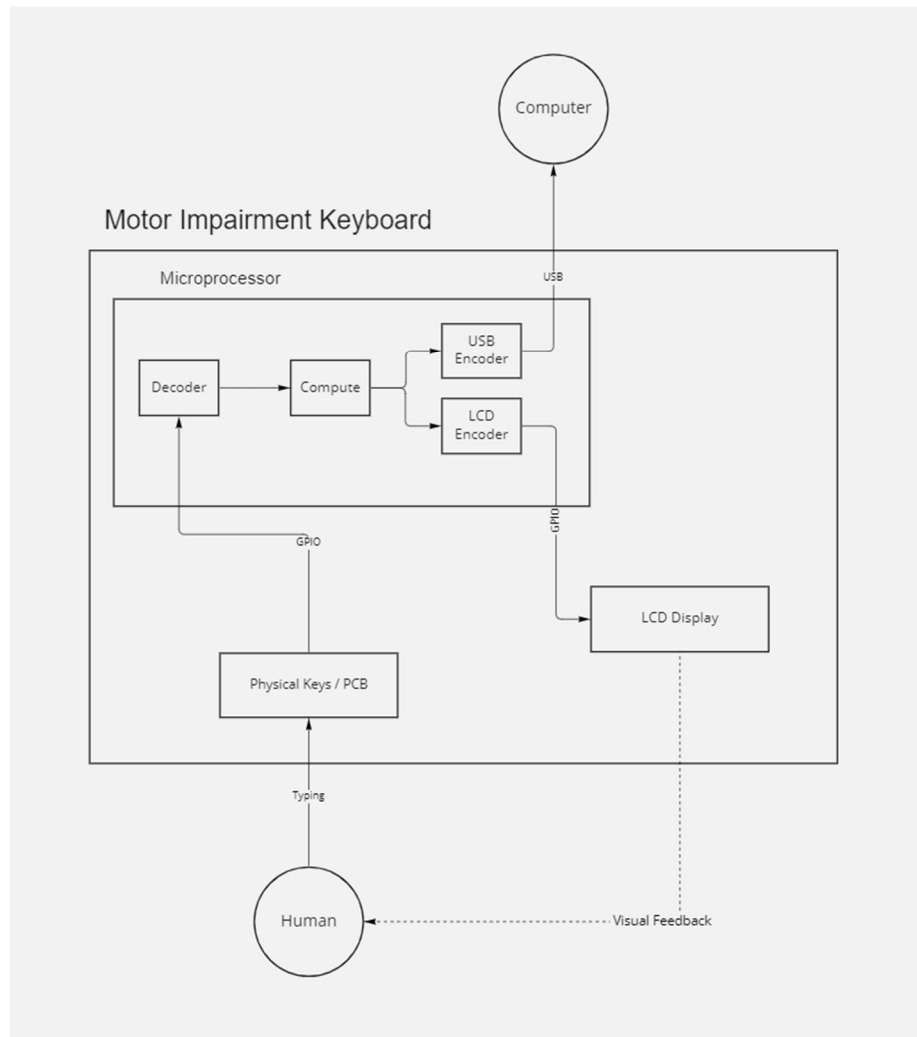 Computer
Motor Impairment Keyboard
USB
Microprocessor
USB
Encoder
Decoder
Compute
LCD
Encoder
GPIO
GPIO
LCD Display
Physical Keys / PCB
Typing
Human
Visual Feedback